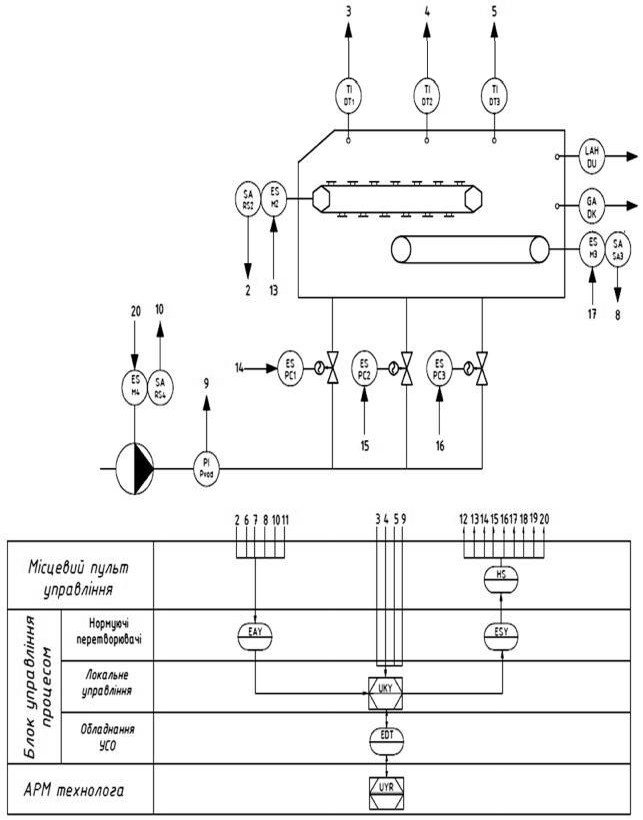 3 4 5
TI DT1
TI DT2
TI DT3
LAH DU
SA RS2
ES M2
GA DK
ES M3
SA SA3
2 13
17 8
20 10
14
ES PC1
ES PC2
ES PC3
ES M4
SA RS4
9
15 16
PI Pvod
2 6 7 8 10 11
3 4 5 9
12 13 14 15 16 17 18 19 20
Місцевий пульт
управління
HS
Блок управління
процесом
Нормуючі
перетворювачі
EAY
ESY
Локальне
управління
UKY
Обладнання
УСО
EDT
АРМ технолога
UYR